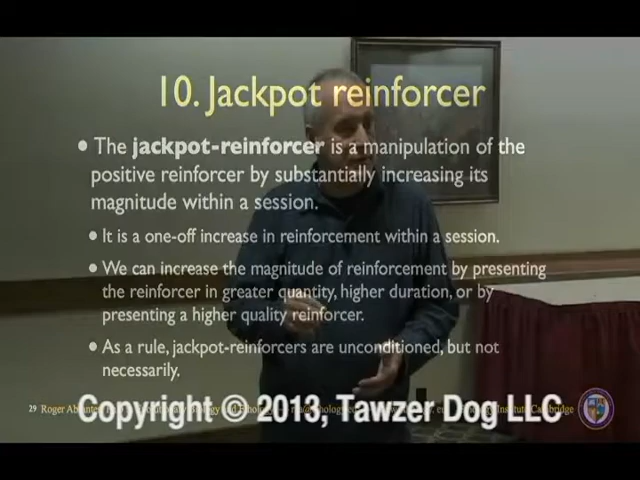 10. Jackpot reinforcer
• The jackpot-reinforcer is a manipulation of the
positive reinforcer by substantially increasing its
magnitude within a session.
• It is a one-off increase in reinforcement within a session.
• We can increase the magnitude of reinforcement by presenting
the reinforcer in greater quantity, higher duration, or by
presenting a higher quality reinforcer.
• As a rule, jackpot-reinforcers are unconditioned, but not
necessarily.
29 Roger Cambridge
Copyright © 2013, Tawzer Dog LLC